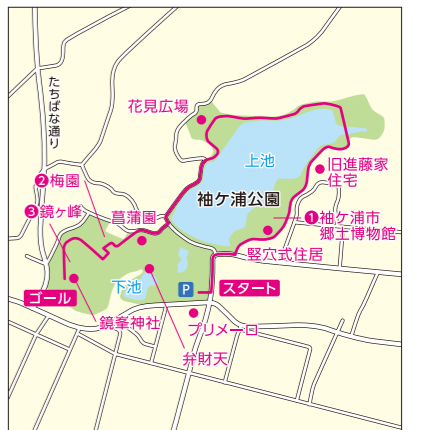 たちばな通り
花見広場
上池
旧進藤家
住宅
❷梅園
袖ケ浦公園
❸鏡ヶ峰
菖蒲園
❶袖ケ浦市
郷土博物館
竪穴式住居
ゴール
下池
P
スタート
鏡峯神社
プリメーロ
弁財天